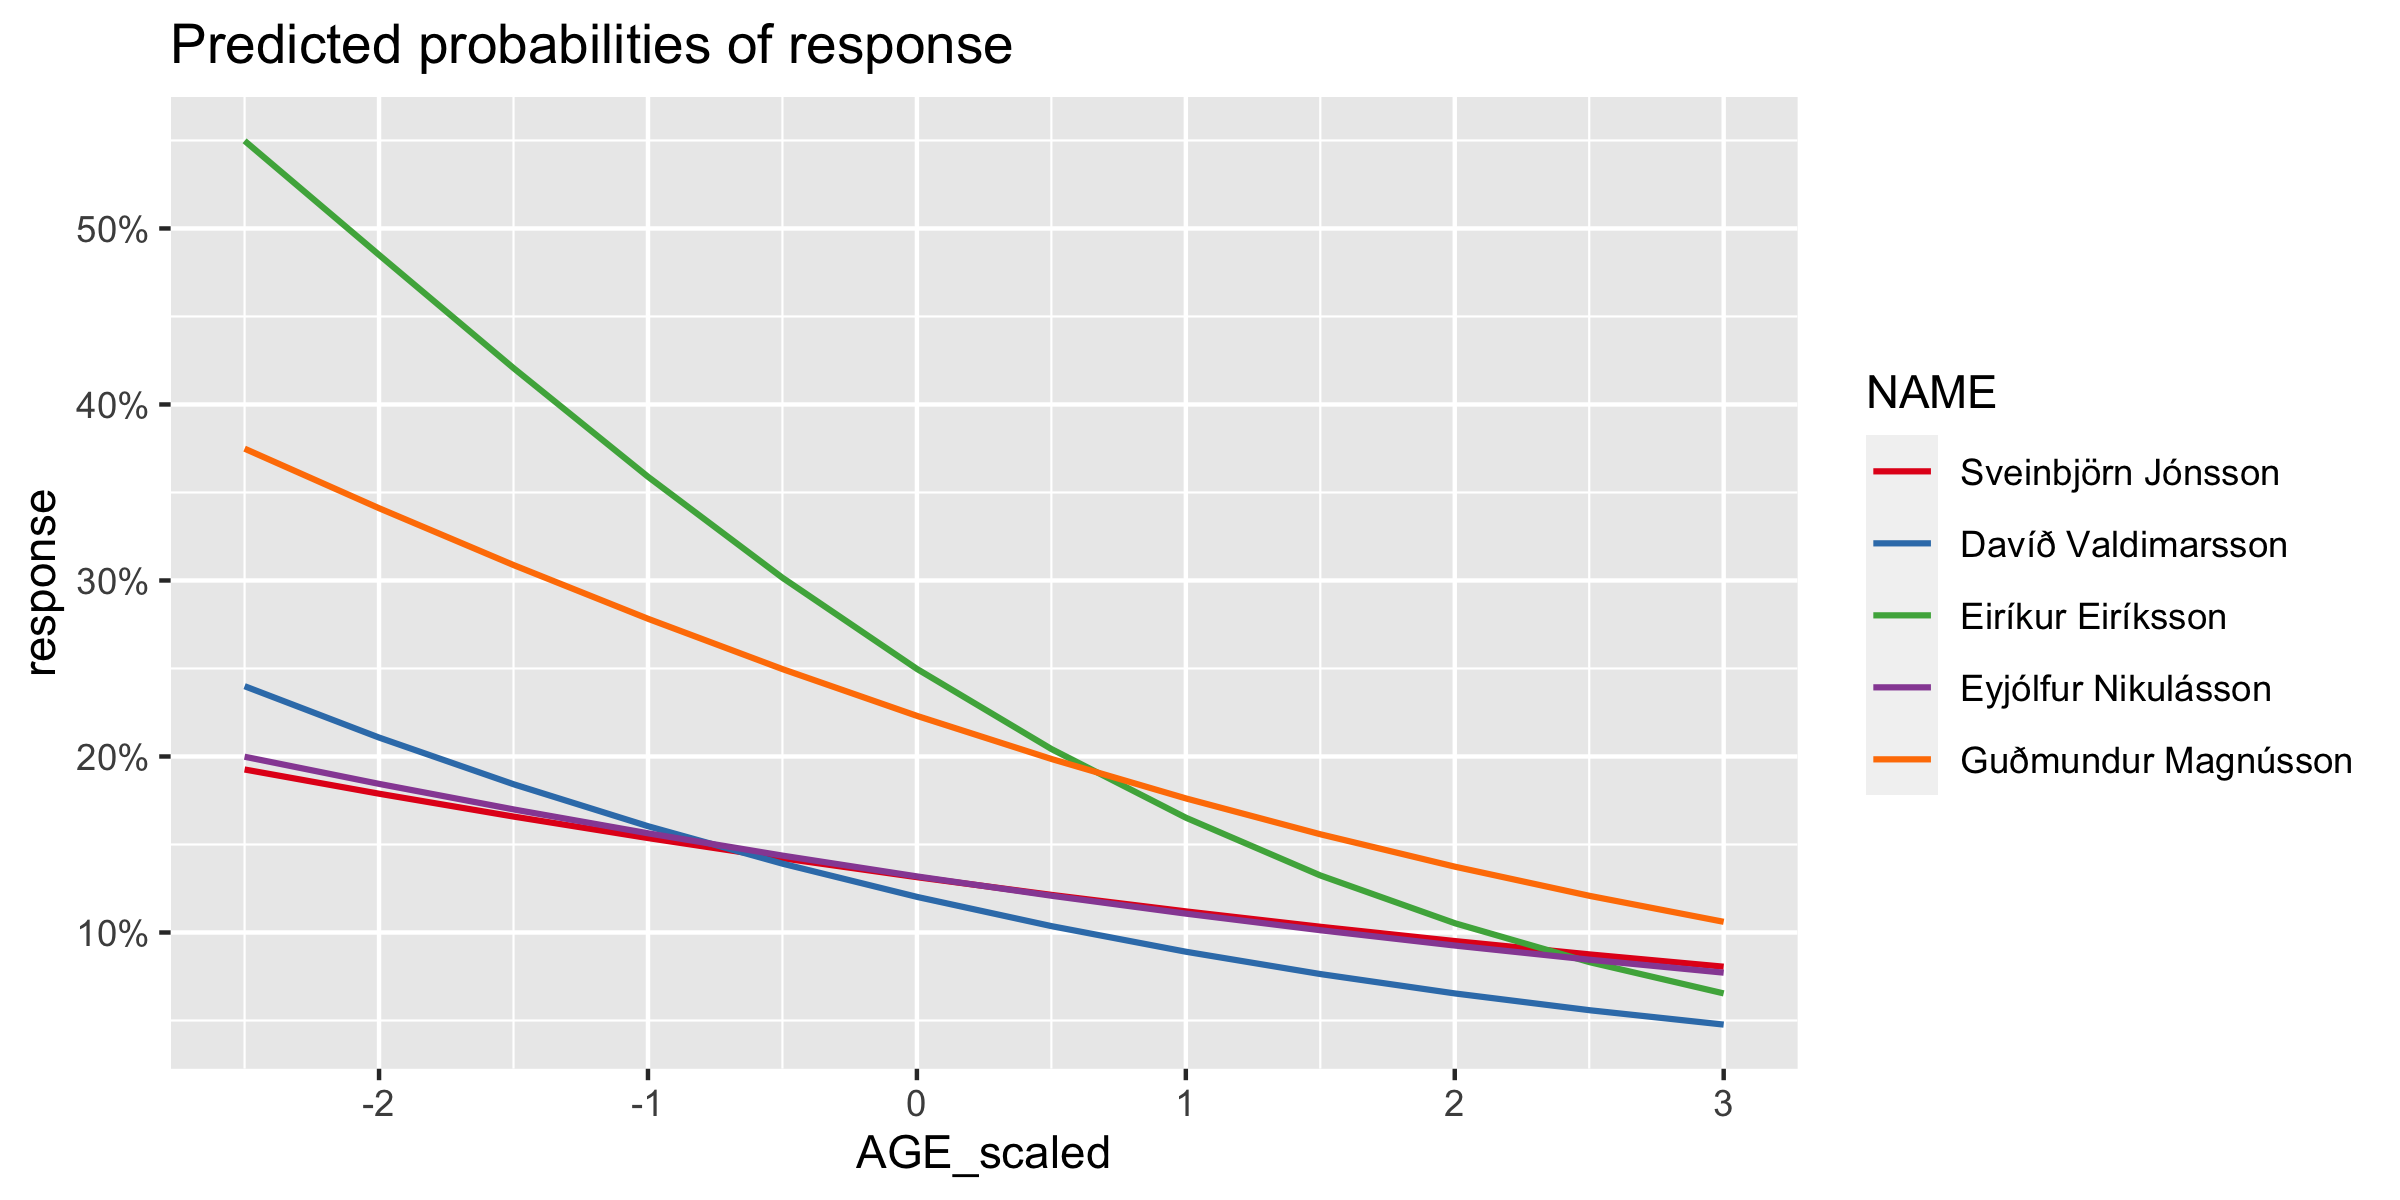 Predicted probabilities of response
response
50%
40%
30%
20%
10%
-2 -1 0 1 2 3
AGE_scaled
NAME
Sveinbjörn Jónsson
Davíð Valdimarsson
Eiríkur Eiríksson
Eyjólfur Nikulásson
Guðmundur Magnússon